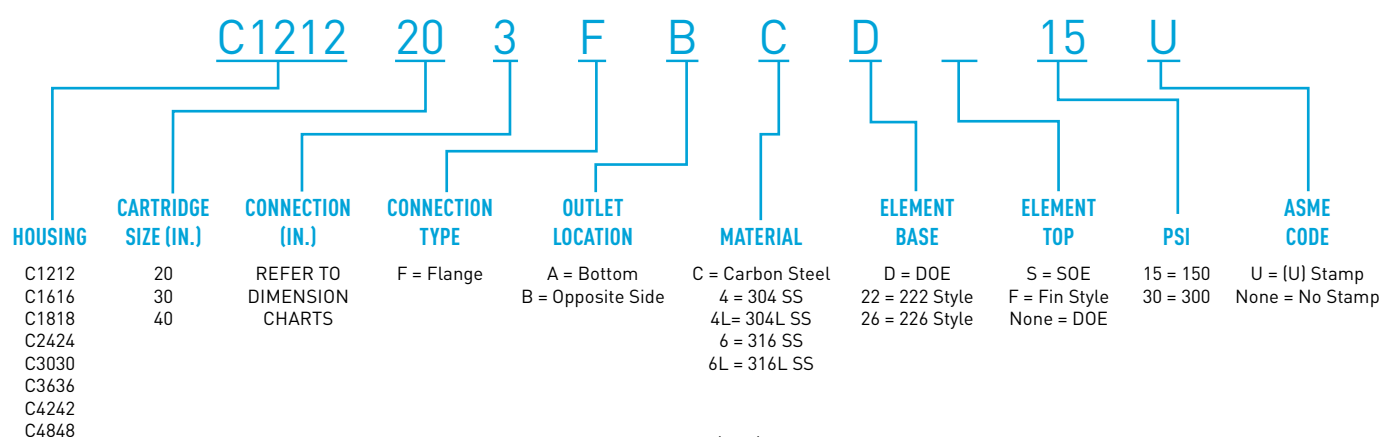 C1212 20 3 F B C D 15 U
HOUSING
C1212
C1616
C1818
C2424
C3030
C3636
C4242
C4848
CARTRIDGE
SIZE (IN.)
20
30
40
CONNECTION
(IN.)
REFER TO
DIMENSION
CHARTS
CONNECTION
TYPE
F = Flange
OUTLET
LOCATION
A = Bottom
B = Opposite Side
MATERIAL
C = Carbon Steel
4 = 304 SS
4L= 304L SS
6 = 316 SS
6L = 316L SS
ELEMENT
BASE
D = DOE
22 = 222 Style
26 = 226 Style
ELEMENT
TOP
S = SOE
F = Fin Style
None = DOE
PSI
15 = 150
30 = 300
ASME
CODE
U = (U) Stamp
None = No Stamp